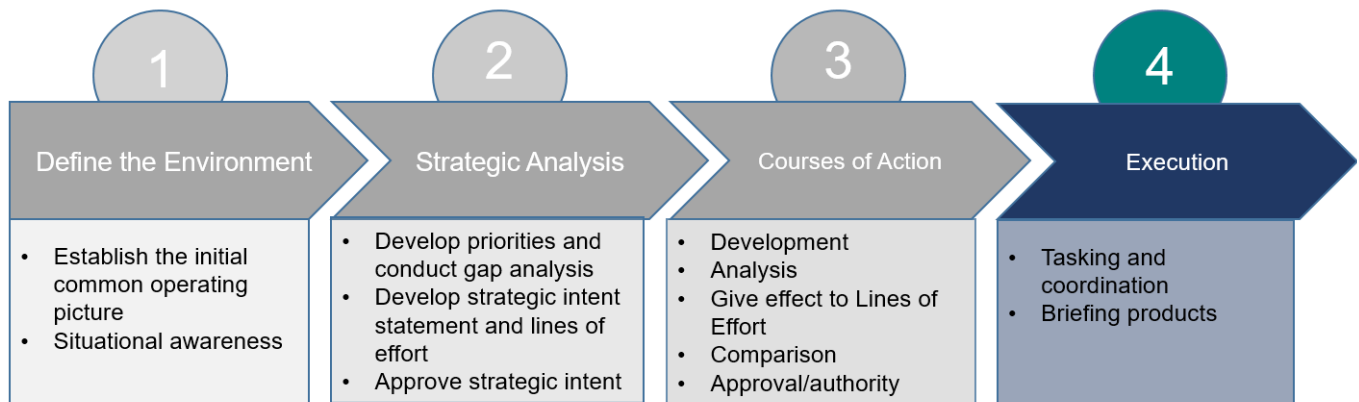 1
Define the Environment
• Establish the initial
common operating
picture
• Situational awareness
2
Strategic Analysis
• Develop priorities and
conduct gap analysis
• Develop strategic intent
statement and lines of
effort
• Approve strategic intent
3
Courses of Action
• Development
• Analysis
• Give effect to Lines of
Effort
• Comparison
• Approval/authority
4
Execution
• Tasking and
coordination
• Briefing products